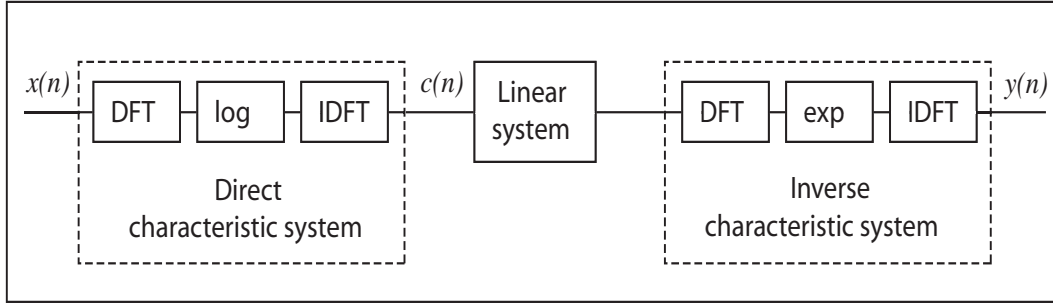 x(n)
DFT
log
IDFT
Direct
characteristic system
c(n)
Linear
system
DFT
exp
IDFT
Inverse
characteristic system
y(n)